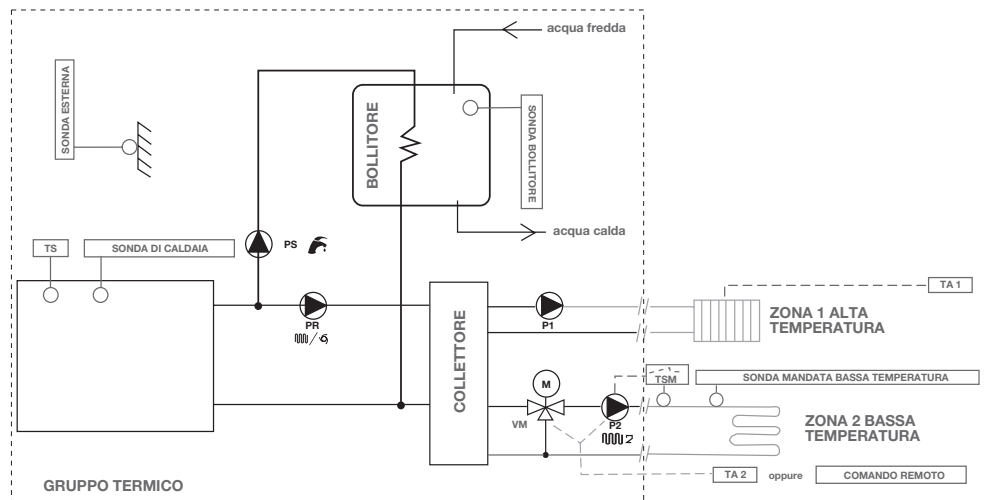 acqua fredda
SONDA ESTERNA
BOLLITORE
SONDA BOLLITORE
acqua calda
PS
TS
SONDA DI CALDAIA
PR
COLLETTORE
P1
TA 1
ZONA 1 ALTA
TEMPERATURA
M
VM
P2
TSM
SONDA MANDATA BASSA TEMPERATURA
ZONA 2 BASSA
TEMPERATURA
TA 2
oppure
COMANDO REMOTO
GRUPPO TERMICO